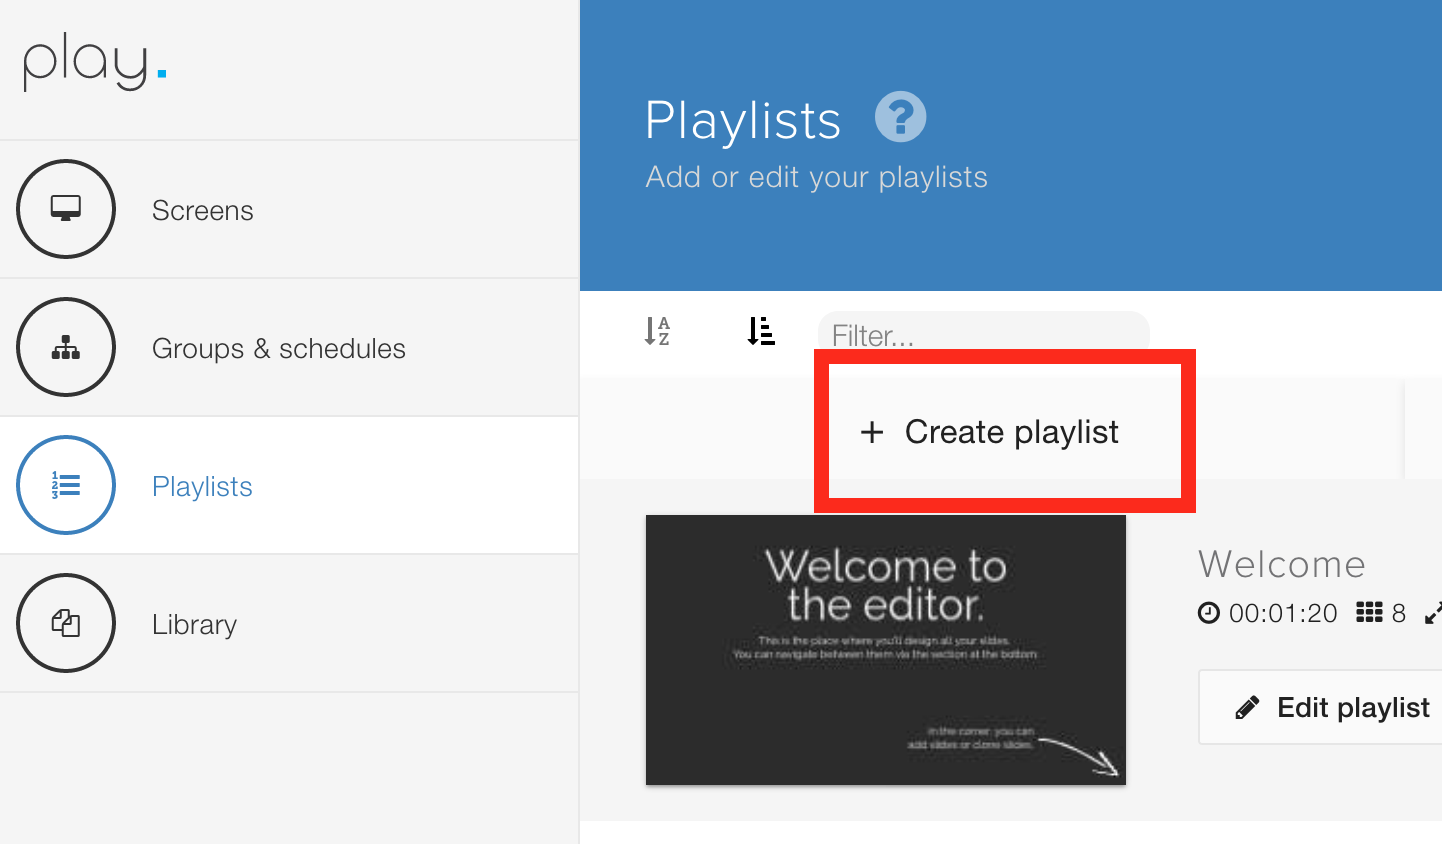 play.
Screens
Groups & schedules
Playlists
Library
Playlists ?
Add or edit your playlists
A
Z
Filter...
+ Create playlist
Welcome to
the editor.
This is the place where you'll design all your slides.
You can navigate between them via the section at the bottom
In the corner you can
add slides or clone slides.
Welcome
00:01:20 8
Edit playlist